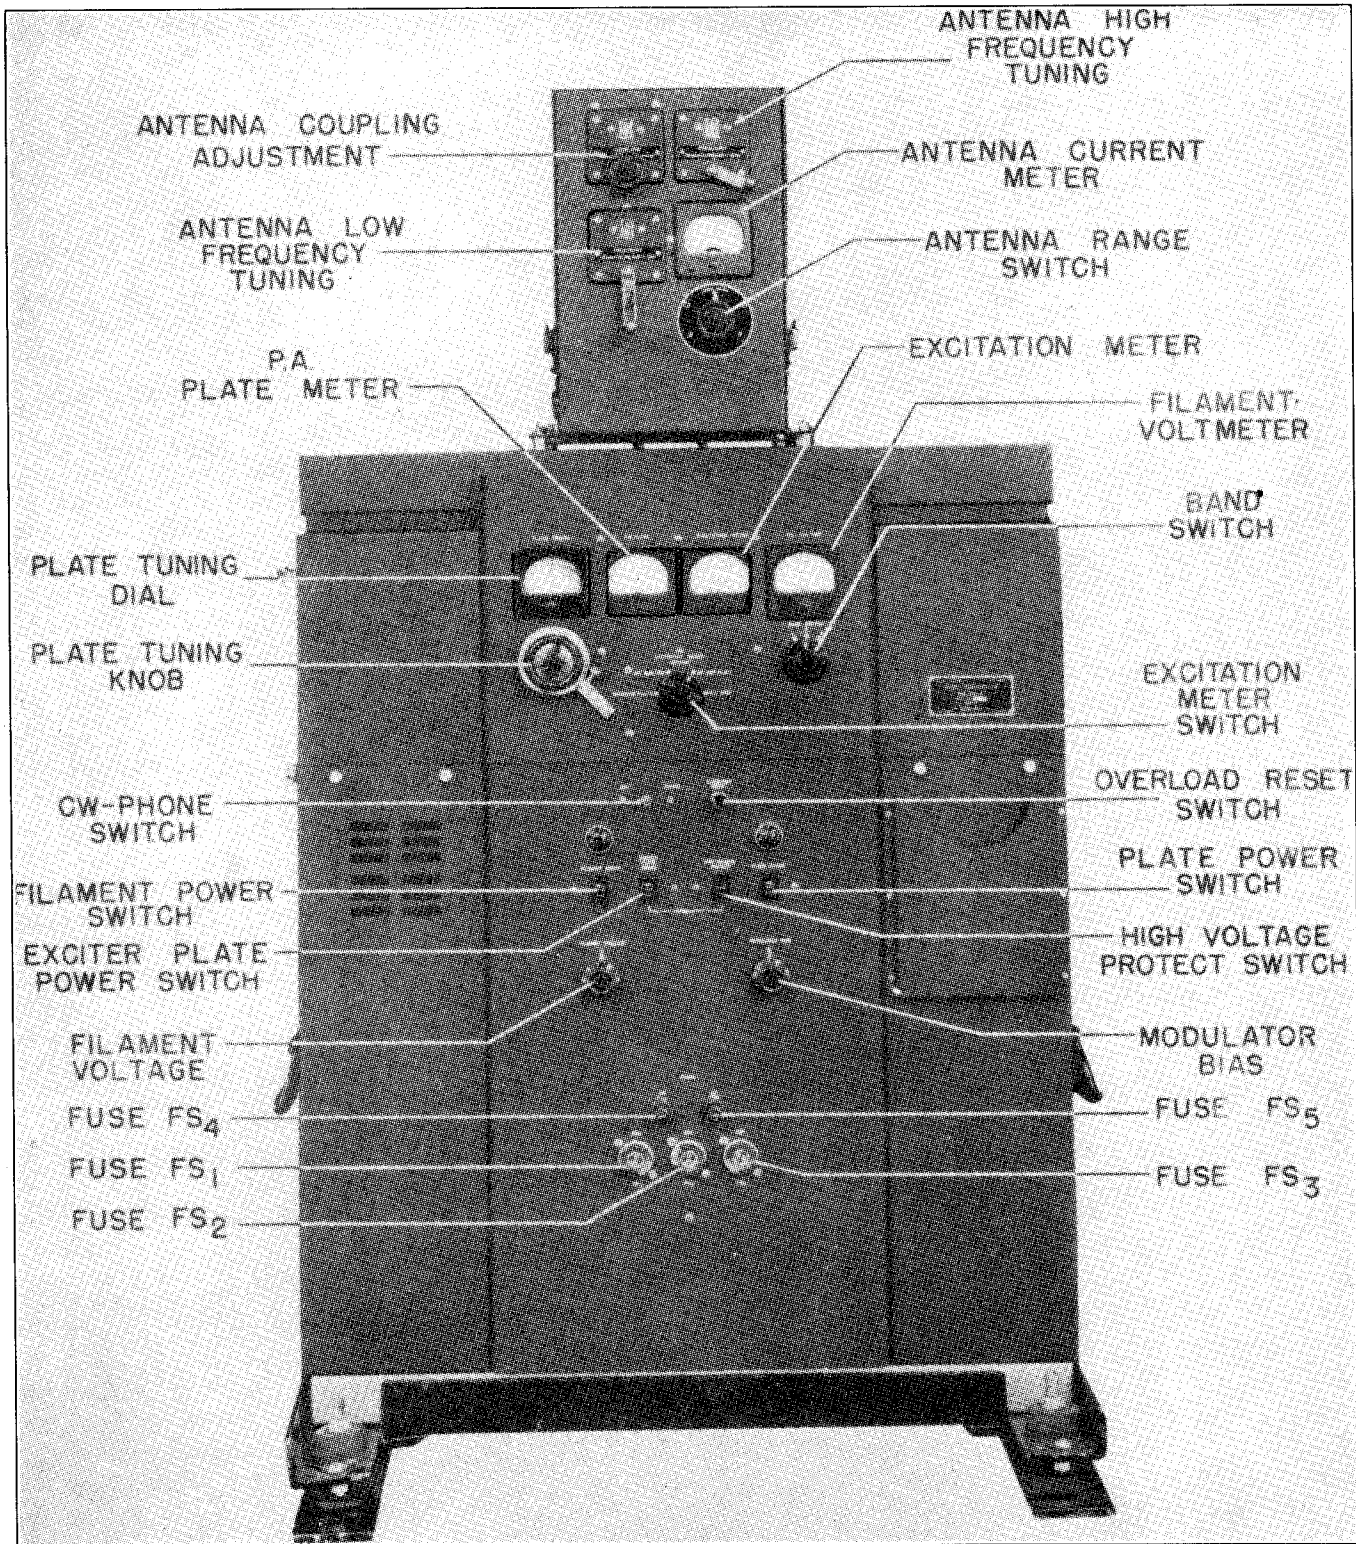 ANTENNA HIGH
FREQUENCY
TUNING
ANTENNA COUPLING
ADJUSTMENT
ANTENNA CURRENT
METER
ANTENNA LOW
FREQUENCY
TUNING
ANTENNA RANGE
SWITCH
P.A.
PLATE METER
EXCITATION METER
FILAMENT
VOLTMETER
BAND
SWITCH
PLATE TUNING
DIAL
PLATE TUNING
KNOB
EXCITATION
METER
SWITCH
CW-PHONE
SWITCH
OVERLOAD RESET
SWITCH
FILAMENT POWER
SWITCH
PLATE POWER
SWITCH
EXCITER PLATE
POWER SWITCH
HIGH VOLTAGE
PROTECT SWITCH
FILAMENT
VOLTAGE
MODULATOR
BIAS
FUSE FS4
FUSE FS5
FUSE FS1
FUSE FS3
FUSE FS2